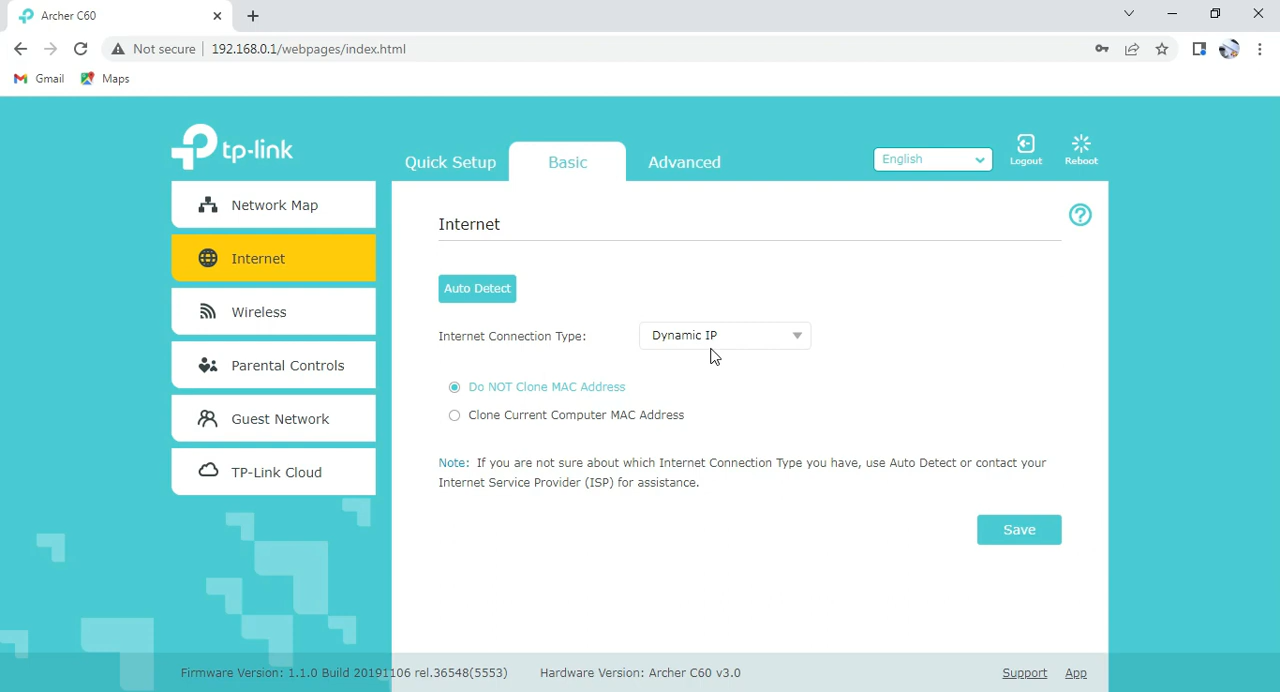 Archer C60
Not secure 192.168.0.1/webpages/index.html
Gmail Maps
tp-link
Quick Setup Basic Advanced English Logout Reboot
Network Map
Internet
Wireless
Parental Controls
Guest Network
TP-Link Cloud
Internet
Auto Detect
Internet Connection Type: Dynamic IP
Do NOT Clone MAC Address
Clone Current Computer MAC Address
Note: If you are not sure about which Internet Connection Type you have, use Auto Detect or contact your
Internet Service Provider (ISP) for assistance.
Save
Firmware Version: 1.1.0 Build 20191106 rel.36548(5553) Hardware Version: Archer C60 v3.0 Support App